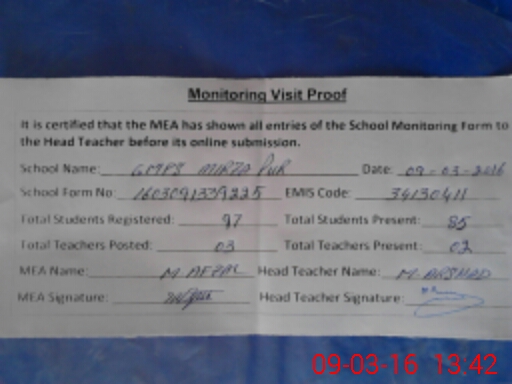 Monitoring Visit Proof
It is certified that the MEA has shown all entries of the School Monitoring Form to
the Head Teacher before its online submission.
School Name: GMPS MIRZA PUR Date: 09-03-2016
School Form No: 1603091339225 EMIS Code: 34130411
Total Students Registered: 97 Total Students Present: 85
Total Teachers Posted: 03 Total Teachers Present: 02
MEA Name: M. AFZAL Head Teacher Name: M. ARSHAD
MEA Signature: Head Teacher Signature:
09-03-16 13:42